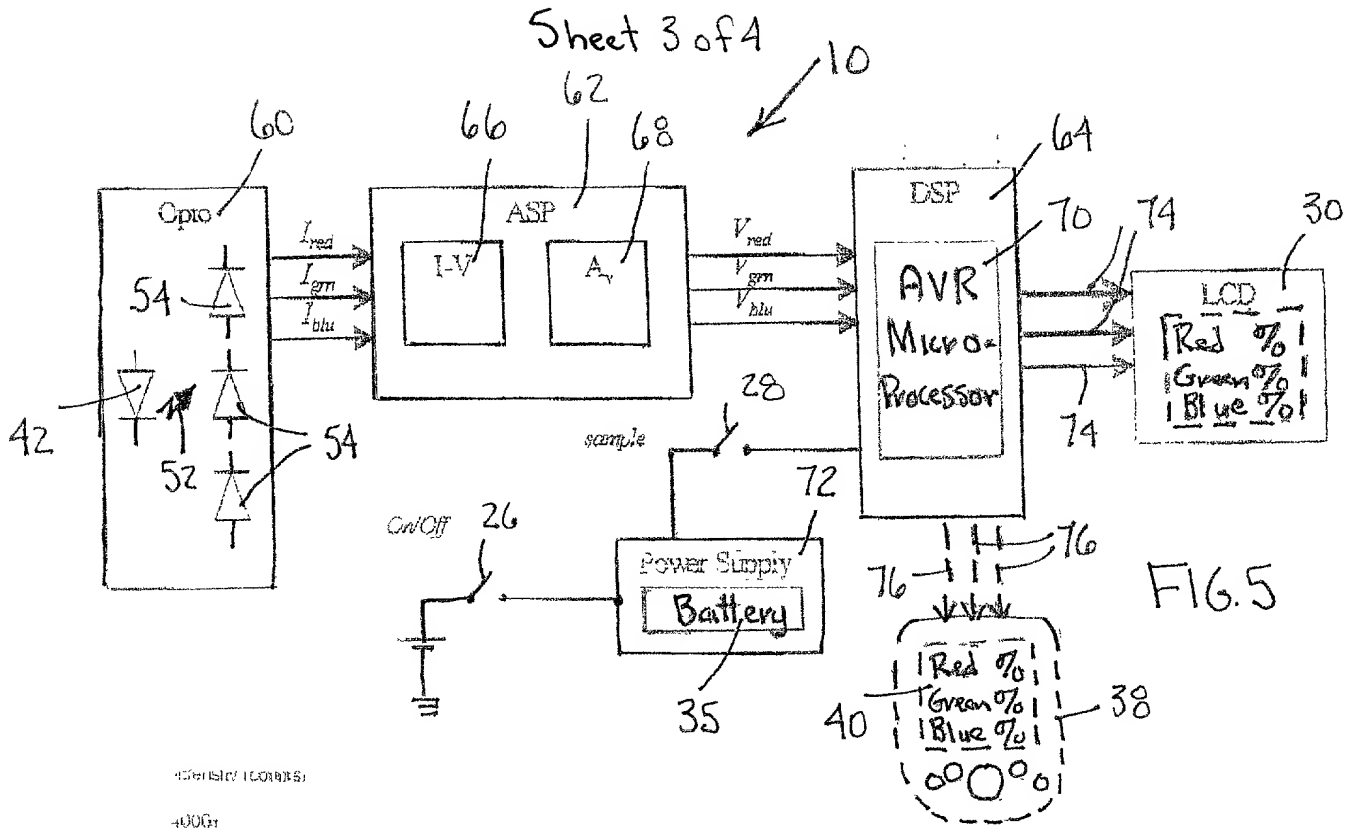 Sheet 3 of 4
10
62
60
66
68
64
Opto
ASP
DSP
70
74
30
I_red
I_grn
I_blu
I-V
A_v
V_red
V_grn
V_blu
AVR
Micro-
Processor
LCD
Red %
Green %
Blue %
54
42
52
54
28
sample
74
72
On/Off
26
Power Supply
Battery
35
76
76
FIG. 5
Red %
Green %
Blue %
40
38